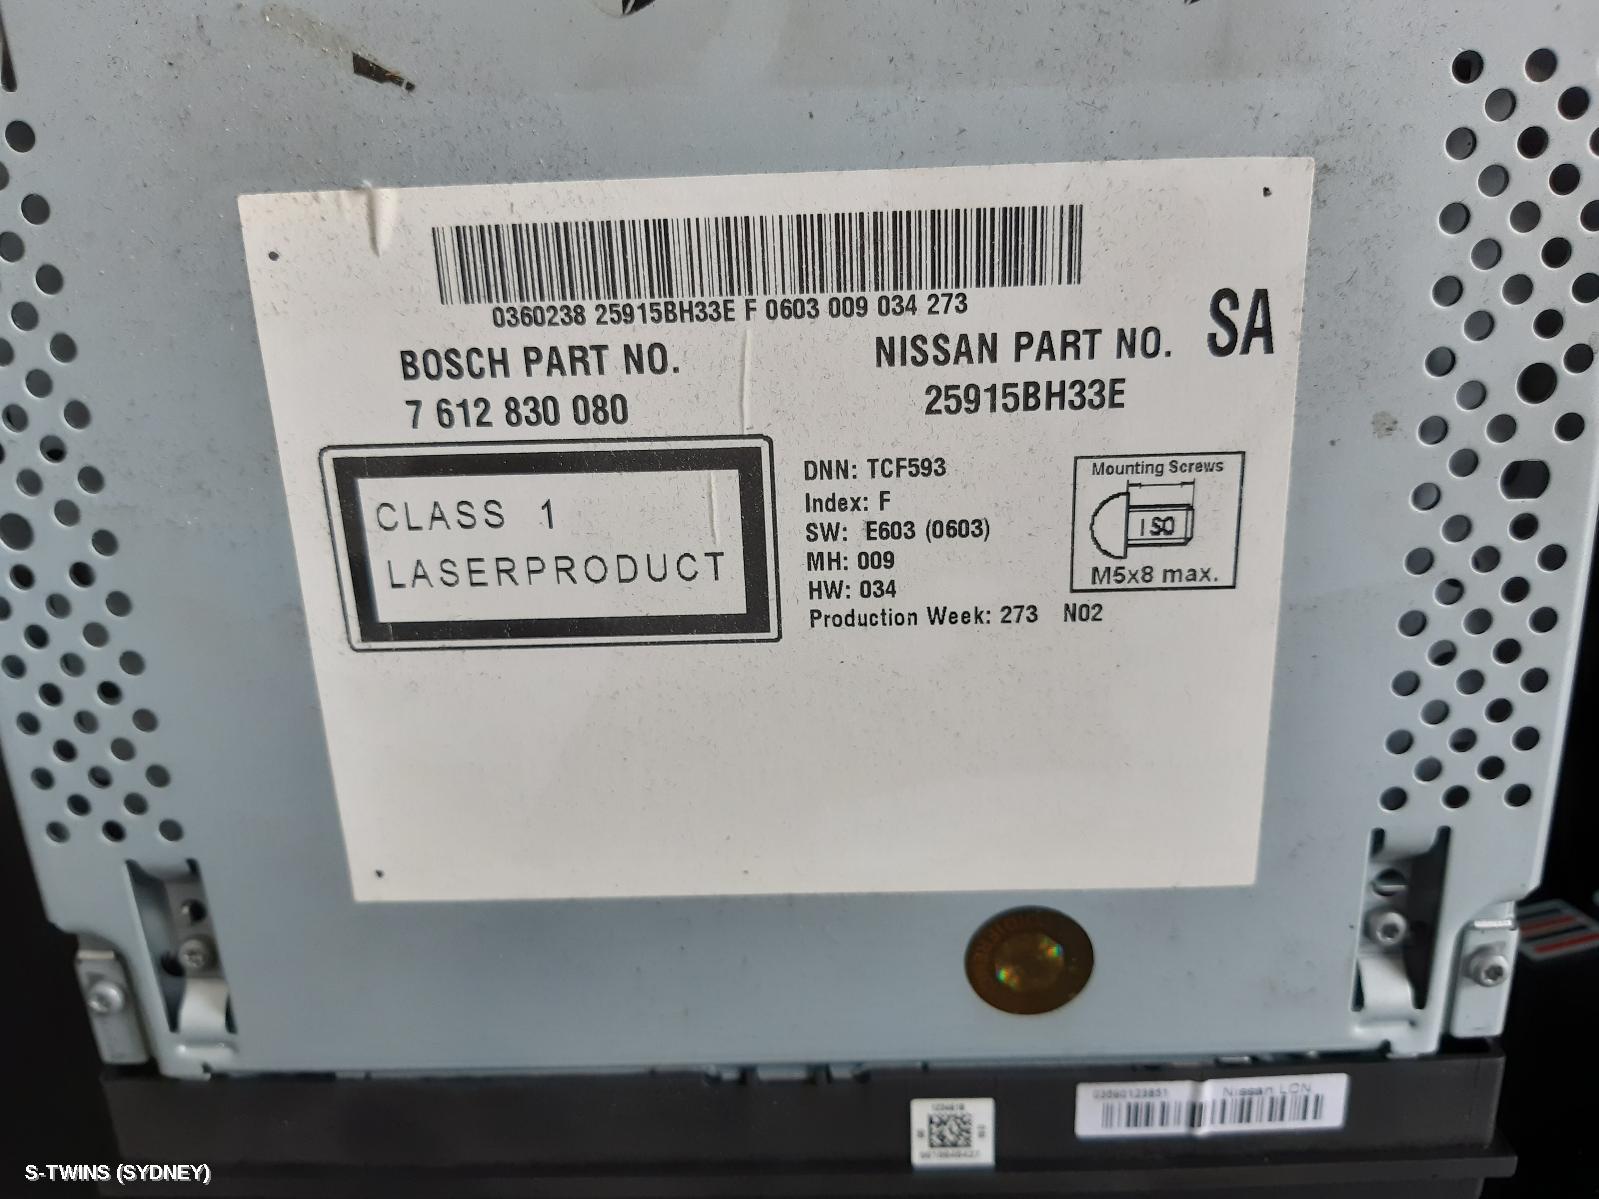 0360238 25915BH33E F 0603 009 034 273
BOSCH PART NO.
7 612 830 080
NISSAN PART NO.
25915BH33E
SA
CLASS 1
LASERPRODUCT
DNN: TCF593
Index: F
SW: E603 (0603)
MH: 009
HW: 034
Production Week: 273 N02
Mounting Screws
ISO
M5x8 max.
Nissan LCN
S-TWINS (SYDNEY)